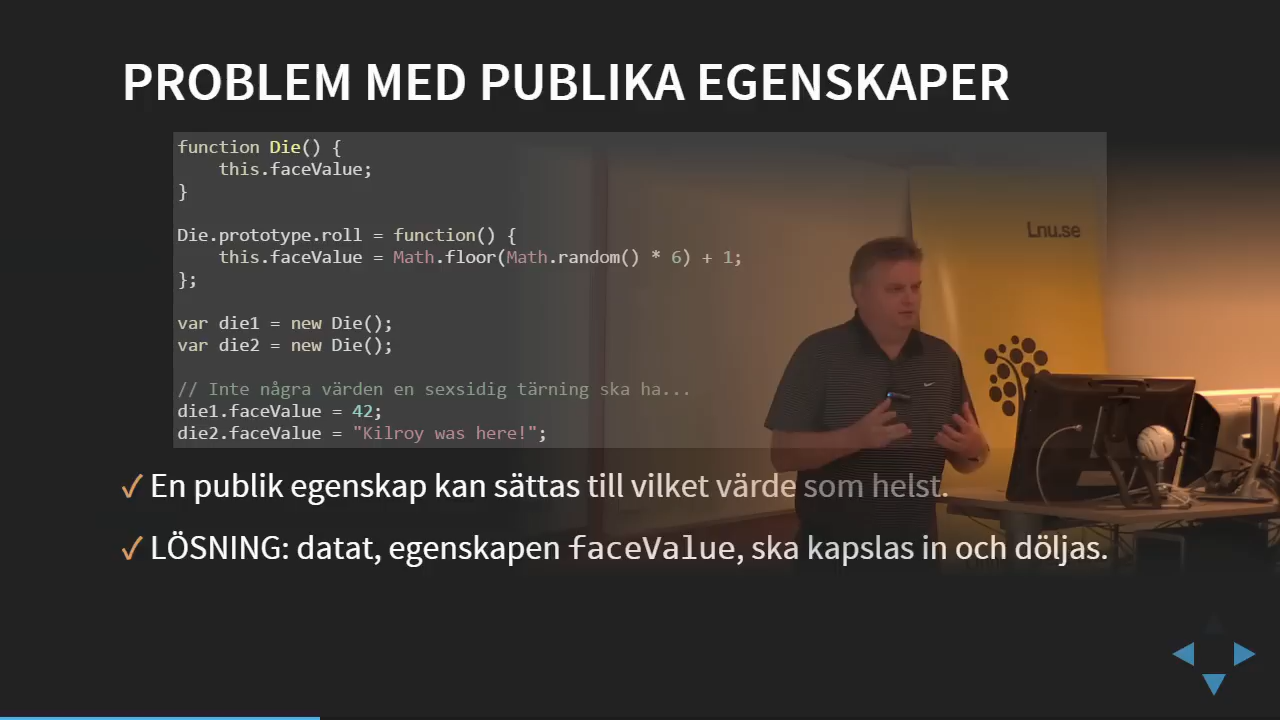 PROBLEM MED PUBLIKA EGENSKAPER
function Die() {
    this.faceValue;
}
Die.prototype.roll = function() {
    this.faceValue = Math.floor(Math.random() * 6) + 1;
};
Lnu.se
var die1 = new Die();
var die2 = new Die();
// Inte några värden en sexsidig tärning ska ha...
die1.faceValue = 42;
die2.faceValue = "Kilroy was here!";
✓ En publik egenskap kan sättas till vilket värde som helst.
✓ LÖSNING: datat, egenskapen faceValue, ska kapslas in och döljas.